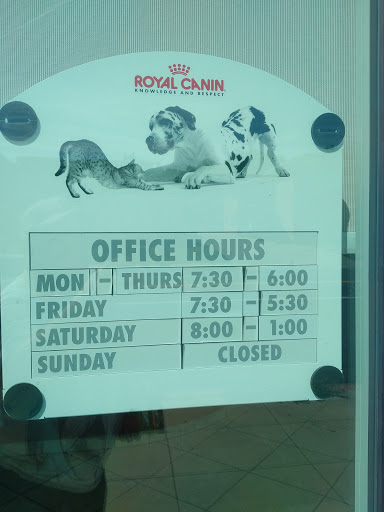 ROYAL CANIN
KNOWLEDGE AND RESPECT
OFFICE HOURS
MON - THURS 7:30 - 6:00
FRIDAY 7:30 - 5:30
SATURDAY 8:00 - 1:00
SUNDAY CLOSED